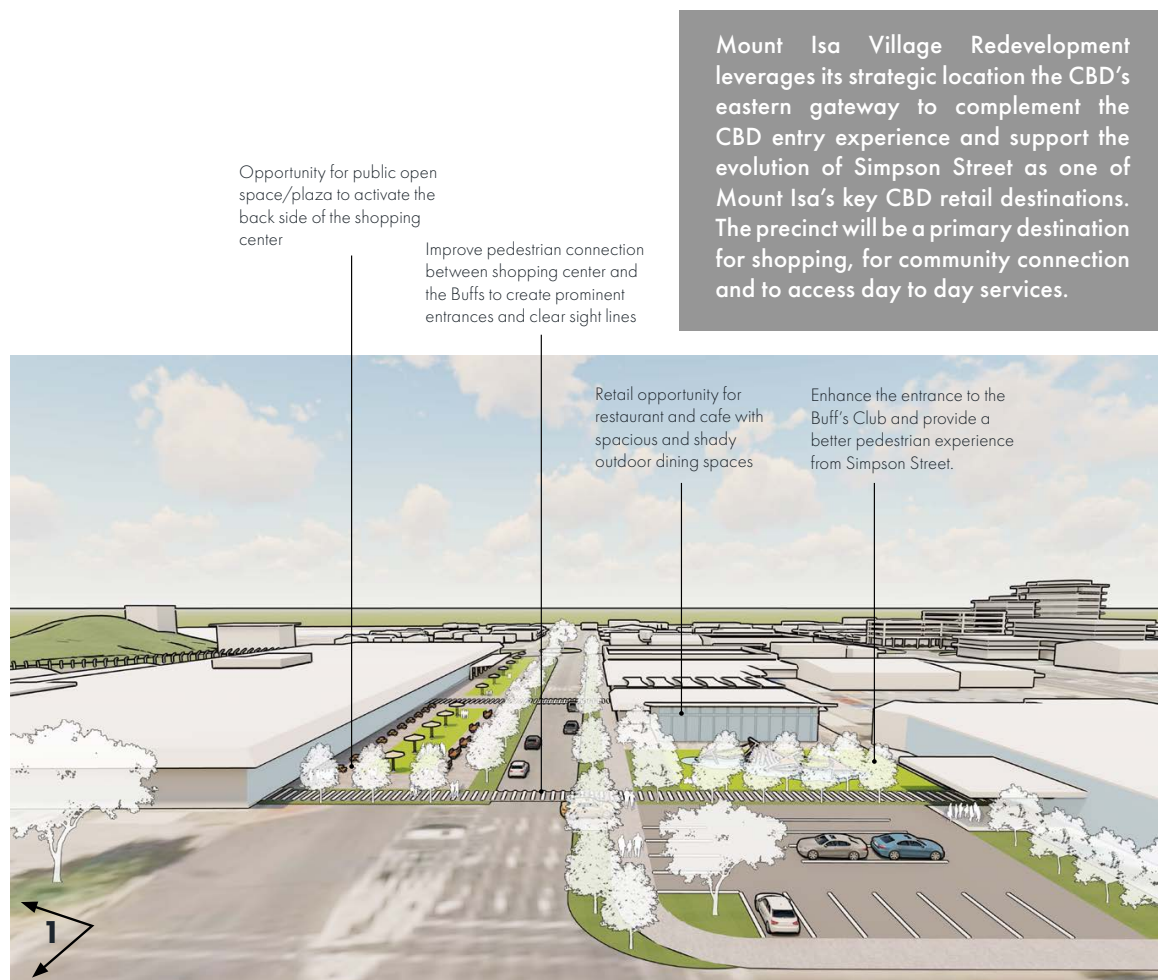 Mount Isa Village Redevelopment
leverages its strategic location the CBD’s
eastern gateway to complement the
CBD entry experience and support the
evolution of Simpson Street as one of
Mount Isa’s key CBD retail destinations.
The precinct will be a primary destination
for shopping, for community connection
and to access day to day services.
Opportunity for public open
space/plaza to activate the
back side of the shopping
center
Improve pedestrian connection
between shopping center and
the Buffs to create prominent
entrances and clear sight lines
Retail opportunity for
restaurant and cafe with
spacious and shady
outdoor dining spaces
Enhance the entrance to the
Buff’s Club and provide a
better pedestrian experience
from Simpson Street.
1